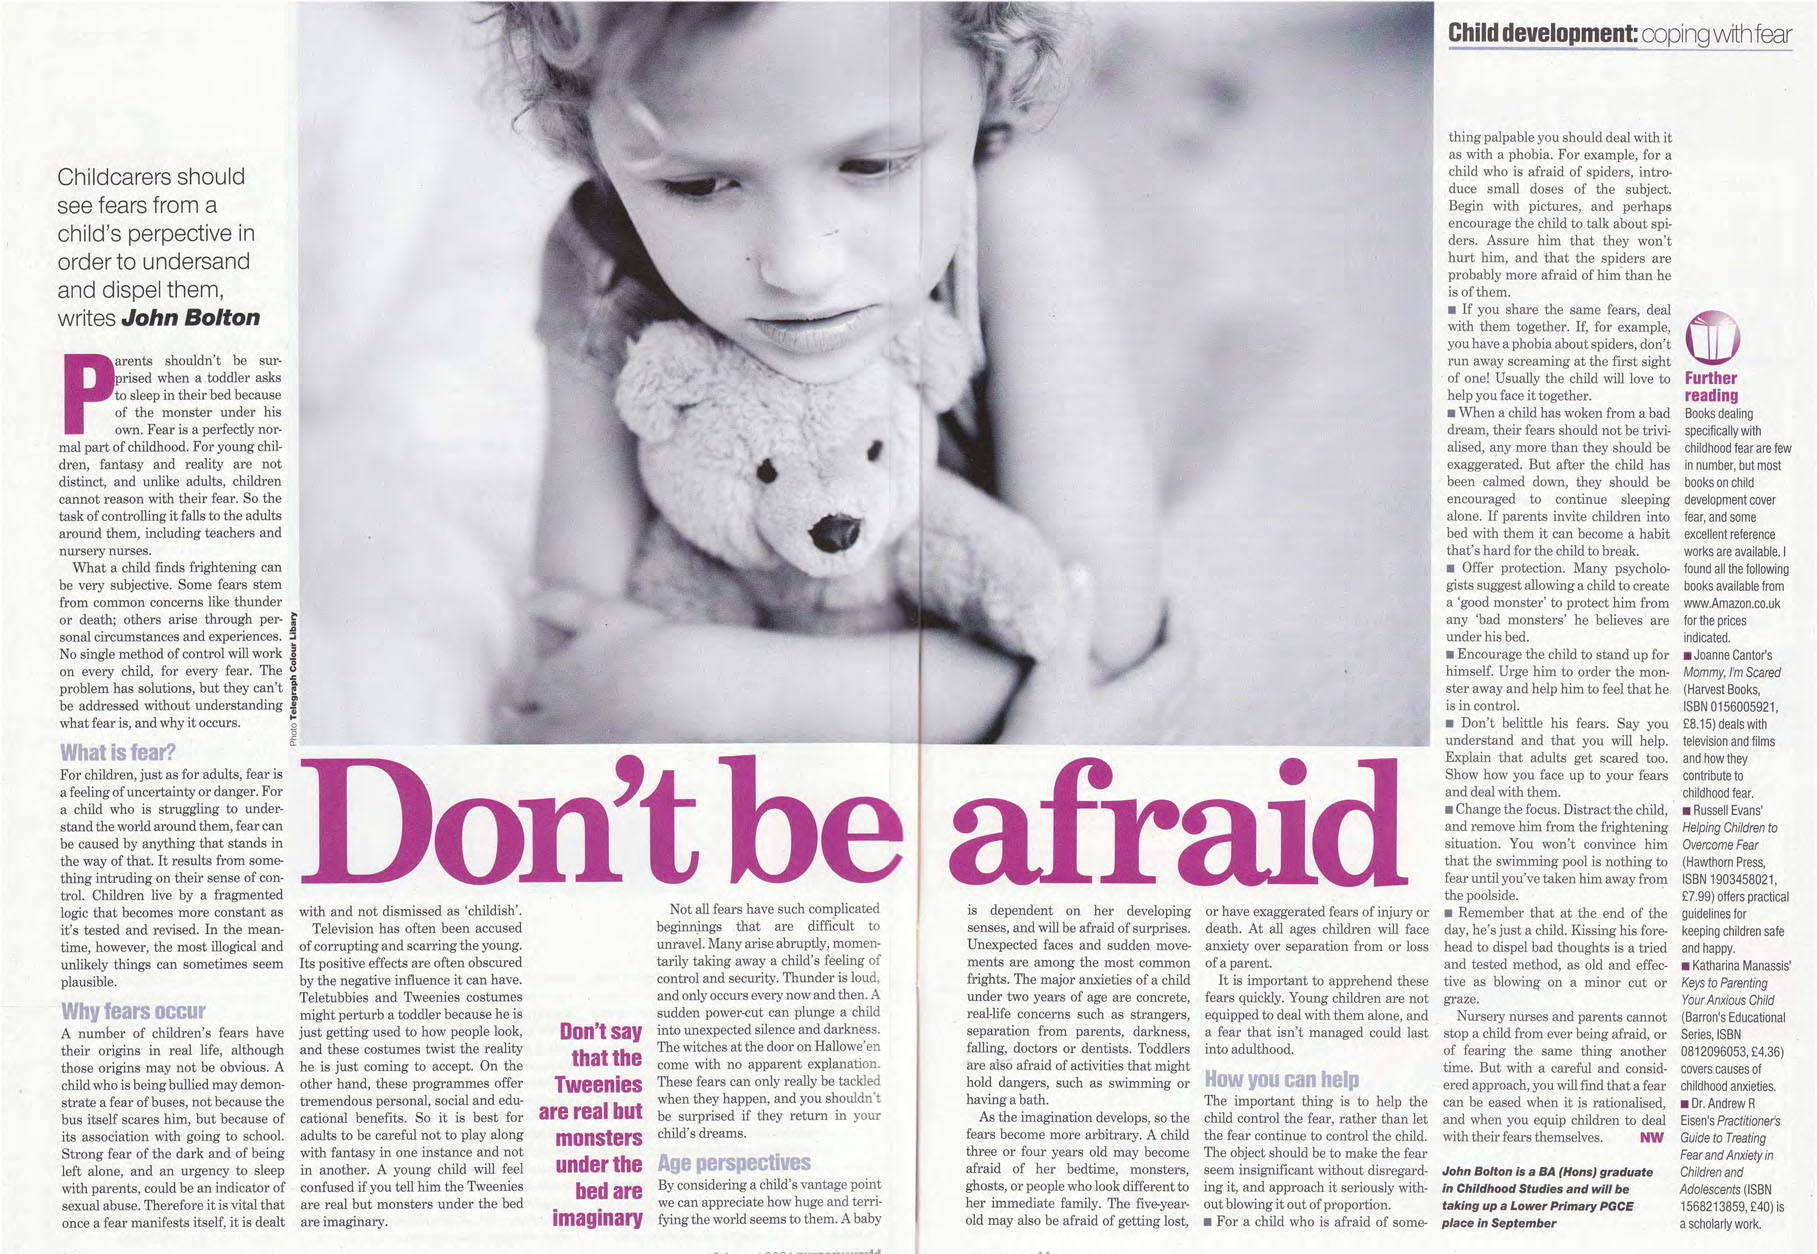 Child development: coping with fear
Childcarers should
see fears from a
child's perpective in
order to undersand
and dispel them,
writes John Bolton
Parents shouldn't be sur-
prised when a toddler asks
to sleep in their bed because
of the monster under his
own. Fear is a perfectly nor-
mal part of childhood. For young chil-
dren, fantasy and reality are not
distinct, and unlike adults, children
cannot reason with their fear. So the
task of controlling it falls to the adults
around them, including teachers and
nursery nurses.
What a child finds frightening can
be very subjective. Some fears stem
from common concerns like thunder
or death; others arise through per-
sonal circumstances and experiences.
No single method of control will work
on every child, for every fear. The
problem has solutions, but they can't
be addressed without understanding
what fear is, and why it occurs.
What is fear?
For children, just as for adults, fear is
a feeling of uncertainty or danger. For
a child who is struggling to under-
stand the world around them, fear can
be caused by anything that stands in
the way of that. It results from some-
thing intruding on their sense of con-
trol. Children live by a fragmented
logic that becomes more constant as
it's tested and revised. In the mean-
time, however, the most illogical and
unlikely things can sometimes seem
plausible.
Why fears occur
A number of children's fears have
their origins in real life, although
those origins may not be obvious. A
child who is being bullied may demon-
strate a fear of buses, not because the
bus itself scares him, but because of
its association with going to school.
Strong fear of the dark and of being
left alone, and an urgency to sleep
with parents, could be an indicator of
sexual abuse. Therefore it is vital that
once a fear manifests itself, it is dealt
Photo Telegraph Colour Libary
Don't be afraid
with and not dismissed as 'childish'.
Television has often been accused
of corrupting and scarring the young.
Its positive effects are often obscured
by the negative influence it can have.
Teletubbies and Tweenies costumes
might perturb a toddler because he is
just getting used to how people look,
and these costumes twist the reality
he is just coming to accept. On the
other hand, these programmes offer
tremendous personal, social and edu-
cational benefits. So it is best for
adults to be careful not to play along
with fantasy in one instance and not
in another. A young child will feel
confused if you tell him the Tweenies
are real but monsters under the bed
are imaginary.
Don't say
that the
Tweenies
are real but
monsters
under the
bed are
imaginary
Not all fears have such complicated
beginnings that are difficult to
unravel. Many arise abruptly, momen-
tarily taking away a child's feeling of
control and security. Thunder is loud,
and only occurs every now and then. A
sudden power-cut can plunge a child
into unexpected silence and darkness.
The witches at the door on Hallowe'en
come with no apparent explanation.
These fears can only really be tackled
when they happen, and you shouldn't
be surprised if they return in your
child's dreams.
Age perspectives
By considering a child's vantage point
we can appreciate how huge and terri-
fying the world seems to them. A baby
is dependent on her developing
senses, and will be afraid of surprises.
Unexpected faces and sudden move-
ments are among the most common
frights. The major anxieties of a child
under two years of age are concrete,
real-life concerns such as strangers,
separation from parents, darkness,
falling, doctors or dentists. Toddlers
are also afraid of activities that might
hold dangers, such as swimming or
having a bath.
As the imagination develops, so the
fears become more arbitrary. A child
three or four years old may become
afraid of her bedtime, monsters,
ghosts, or people who look different to
her immediate family. The five-year-
old may also be afraid of getting lost,
or have exaggerated fears of injury or
death. At all ages children will face
anxiety over separation from or loss
of a parent.
It is important to apprehend these
fears quickly. Young children are not
equipped to deal with them alone, and
a fear that isn't managed could last
into adulthood.
How you can help
The important thing is to help the
child control the fear, rather than let
the fear continue to control the child.
The object should be to make the fear
seem insignificant without disregard-
ing it, and approach it seriously with-
out blowing it out of proportion.
■ For a child who is afraid of some-
thing palpable you should deal with it
as with a phobia. For example, for a
child who is afraid of spiders, intro-
duce small doses of the subject.
Begin with pictures, and perhaps
encourage the child to talk about spi-
ders. Assure him that they won't
hurt him, and that the spiders are
probably more afraid of him than he
is of them.
■ If you share the same fears, deal
with them together. If, for example,
you have a phobia about spiders, don't
run away screaming at the first sight
of one! Usually the child will love to
help you face it together.
■ When a child has woken from a bad
dream, their fears should not be trivi-
alised, any more than they should be
exaggerated. But after the child has
been calmed down, they should be
encouraged to continue sleeping
alone. If parents invite children into
bed with them it can become a habit
that's hard for the child to break.
■ Offer protection. Many psycholo-
gists suggest allowing a child to create
a 'good monster' to protect him from
any 'bad monsters' he believes are
under his bed.
■ Encourage the child to stand up for
himself. Urge him to order the mon-
ster away and help him to feel that he
is in control.
■ Don't belittle his fears. Say you
understand and that you will help.
Explain that adults get scared too.
Show how you face up to your fears
and deal with them.
■ Change the focus. Distract the child,
and remove him from the frightening
situation. You won't convince him
that the swimming pool is nothing to
fear until you've taken him away from
the poolside.
■ Remember that at the end of the
day, he's just a child. Kissing his fore-
head to dispel bad thoughts is a tried
and tested method, as old and effec-
tive as blowing on a minor cut or
graze.
Nursery nurses and parents cannot
stop a child from ever being afraid, or
of fearing the same thing another
time. But with a careful and consid-
ered approach, you will find that a fear
can be eased when it is rationalised,
and when you equip children to deal
with their fears themselves. NW
John Bolton is a BA (Hons) graduate
in Childhood Studies and will be
taking up a Lower Primary PGCE
place in September
Further
reading
Books dealing
specifically with
childhood fear are few
in number, but most
books on child
development cover
fear, and some
excellent reference
works are available. I
found all the following
books available from
www.Amazon.co.uk
for the prices
indicated.
■ Joanne Cantor's
Mommy, I'm Scared
(Harvest Books,
ISBN 0156005921,
£8.15) deals with
television and films
and how they
contribute to
childhood fear.
■ Russell Evans'
Helping Children to
Overcome Fear
(Hawthorn Press,
ISBN 1903458021,
£7.99) offers practical
guidelines for
keeping children safe
and happy.
■ Katharina Manassis'
Keys to Parenting
Your Anxious Child
(Barron's Educational
Series, ISBN
0812096053, £4.36)
covers causes of
childhood anxieties.
■ Dr. Andrew R
Eisen's Practitioner's
Guide to Treating
Fear and Anxiety in
Children and
Adolescents (ISBN
1568213859, £40) is
a scholarly work.